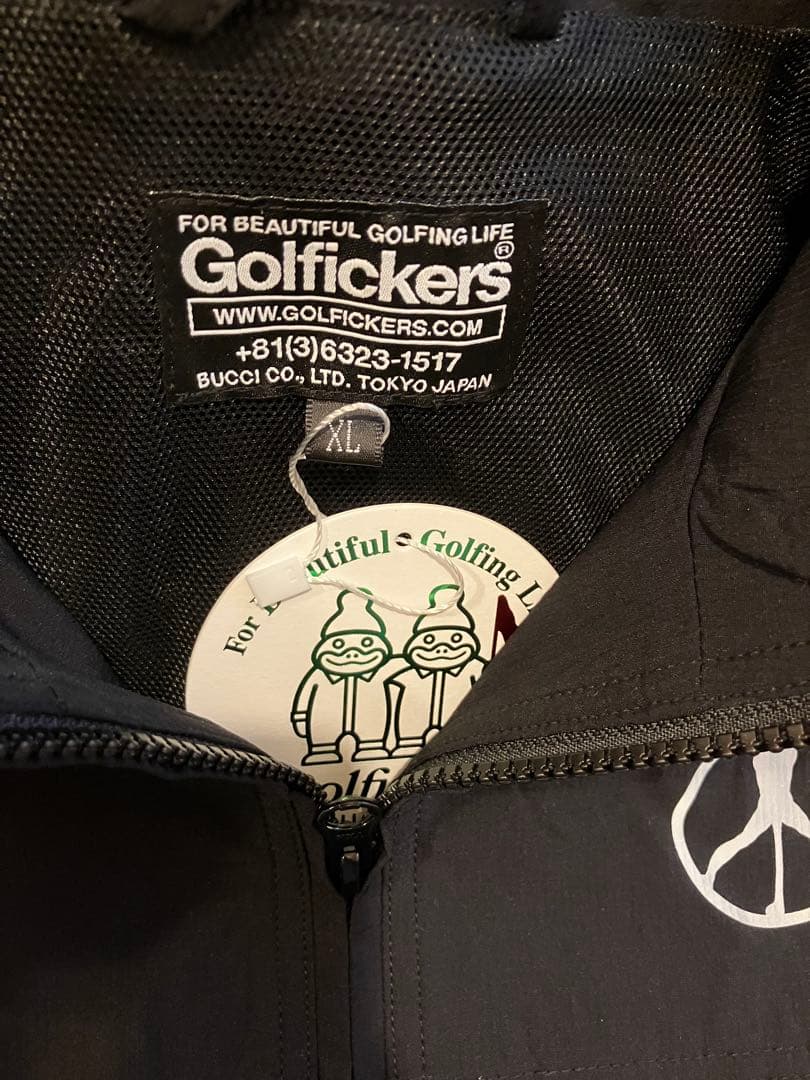 FOR BEAUTIFUL GOLFING LIFE
Golfickers®
WWW.GOLFICKERS.COM
+81(3)6323-1517
BUCCI CO., LTD. TOKYO JAPAN
XL
For Golfing